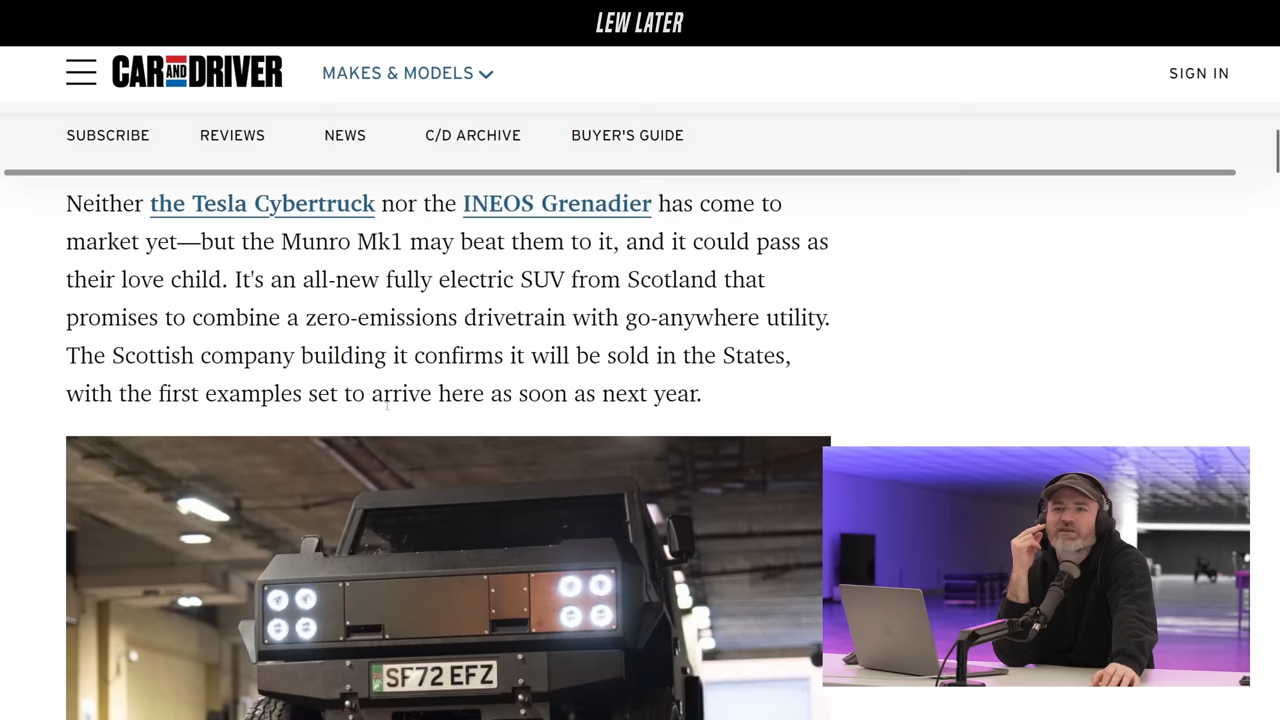 LEW LATER
CAR AND DRIVER
MAKES & MODELS
SIGN IN
SUBSCRIBE
REVIEWS
NEWS
C/D ARCHIVE
BUYER'S GUIDE
Neither the Tesla Cybertruck nor the INEOS Grenadier has come to
market yet—but the Munro Mk1 may beat them to it, and it could pass as
their love child. It's an all-new fully electric SUV from Scotland that
promises to combine a zero-emissions drivetrain with go-anywhere utility.
The Scottish company building it confirms it will be sold in the States,
with the first examples set to arrive here as soon as next year.
SF72 EFZ